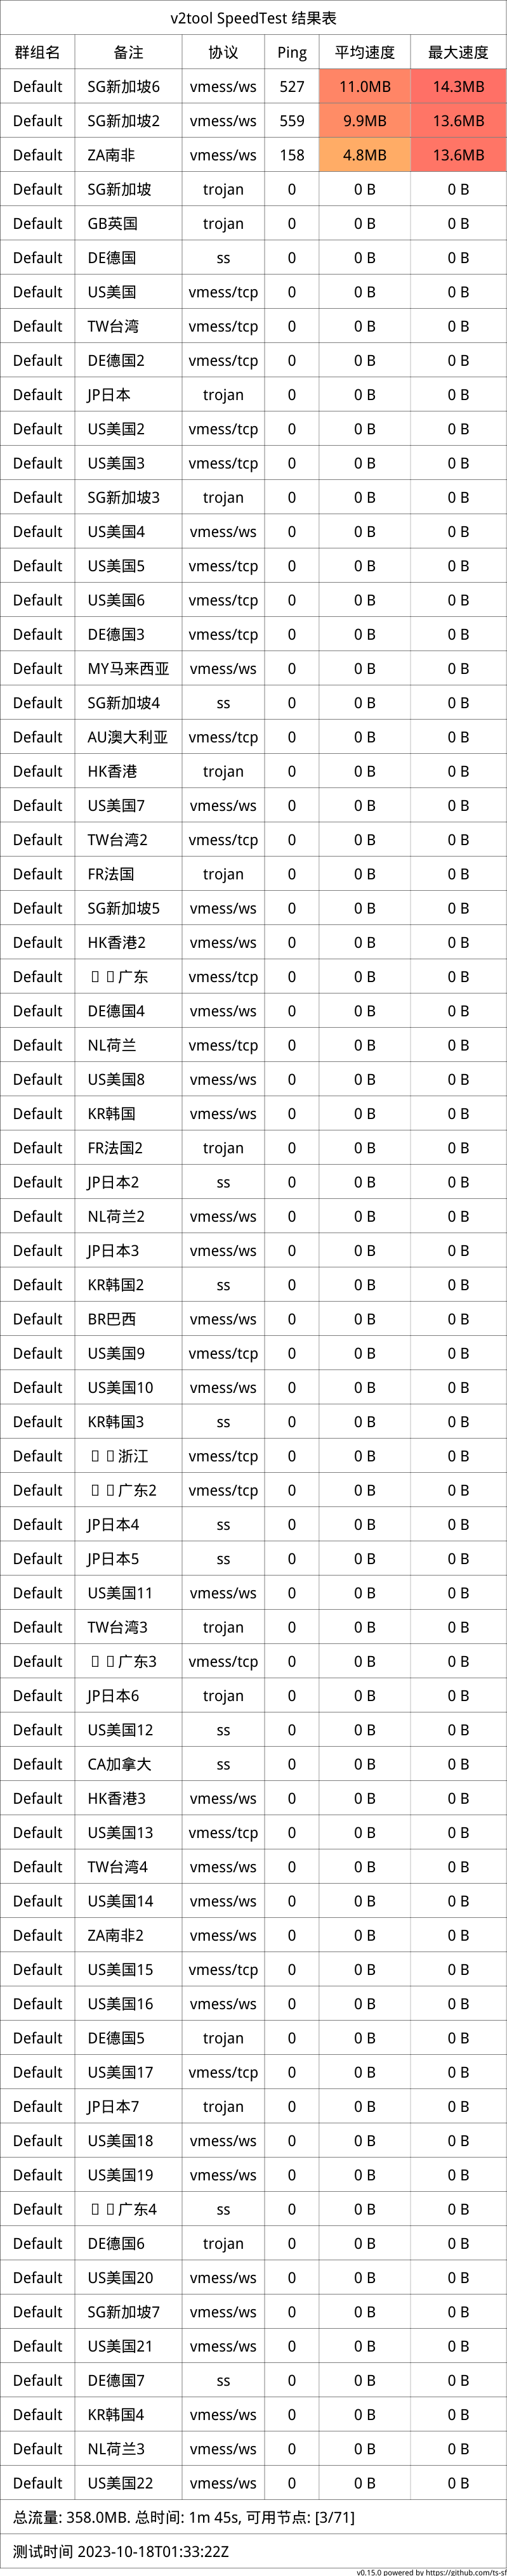 v2tool SpeedTest 结果表
群组名 备注 协议 Ping 平均速度 最大速度
Default SG新加坡6 vmess/ws 527 11.0MB 14.3MB
Default SG新加坡2 vmess/ws 559 9.9MB 13.6MB
Default ZA南非 vmess/ws 158 4.8MB 13.6MB
Default SG新加坡 trojan 0 0 B 0 B
Default GB英国 trojan 0 0 B 0 B
Default DE德国 ss 0 0 B 0 B
Default US美国 vmess/tcp 0 0 B 0 B
Default TW台湾 vmess/tcp 0 0 B 0 B
Default DE德国2 vmess/tcp 0 0 B 0 B
Default JP日本 trojan 0 0 B 0 B
Default US美国2 vmess/tcp 0 0 B 0 B
Default US美国3 vmess/tcp 0 0 B 0 B
Default SG新加坡3 trojan 0 0 B 0 B
Default US美国4 vmess/ws 0 0 B 0 B
Default US美国5 vmess/tcp 0 0 B 0 B
Default US美国6 vmess/tcp 0 0 B 0 B
Default DE德国3 vmess/tcp 0 0 B 0 B
Default MY马来西亚 vmess/ws 0 0 B 0 B
Default SG新加坡4 ss 0 0 B 0 B
Default AU澳大利亚 vmess/tcp 0 0 B 0 B
Default HK香港 trojan 0 0 B 0 B
Default US美国7 vmess/ws 0 0 B 0 B
Default TW台湾2 vmess/tcp 0 0 B 0 B
Default FR法国 trojan 0 0 B 0 B
Default SG新加坡5 vmess/ws 0 0 B 0 B
Default HK香港2 vmess/ws 0 0 B 0 B
Default 广东 vmess/tcp 0 0 B 0 B
Default DE德国4 vmess/ws 0 0 B 0 B
Default NL荷兰 vmess/tcp 0 0 B 0 B
Default US美国8 vmess/ws 0 0 B 0 B
Default KR韩国 vmess/ws 0 0 B 0 B
Default FR法国2 trojan 0 0 B 0 B
Default JP日本2 ss 0 0 B 0 B
Default NL荷兰2 vmess/ws 0 0 B 0 B
Default JP日本3 vmess/ws 0 0 B 0 B
Default KR韩国2 ss 0 0 B 0 B
Default BR巴西 vmess/ws 0 0 B 0 B
Default US美国9 vmess/tcp 0 0 B 0 B
Default US美国10 vmess/ws 0 0 B 0 B
Default KR韩国3 ss 0 0 B 0 B
Default 浙江 vmess/tcp 0 0 B 0 B
Default 广东2 vmess/tcp 0 0 B 0 B
Default JP日本4 ss 0 0 B 0 B
Default JP日本5 ss 0 0 B 0 B
Default US美国11 vmess/ws 0 0 B 0 B
Default TW台湾3 trojan 0 0 B 0 B
Default 广东3 vmess/tcp 0 0 B 0 B
Default JP日本6 trojan 0 0 B 0 B
Default US美国12 ss 0 0 B 0 B
Default CA加拿大 ss 0 0 B 0 B
Default HK香港3 vmess/ws 0 0 B 0 B
Default US美国13 vmess/tcp 0 0 B 0 B
Default TW台湾4 vmess/ws 0 0 B 0 B
Default US美国14 vmess/ws 0 0 B 0 B
Default ZA南非2 vmess/ws 0 0 B 0 B
Default US美国15 vmess/tcp 0 0 B 0 B
Default US美国16 vmess/ws 0 0 B 0 B
Default DE德国5 trojan 0 0 B 0 B
Default US美国17 vmess/tcp 0 0 B 0 B
Default JP日本7 trojan 0 0 B 0 B
Default US美国18 vmess/ws 0 0 B 0 B
Default US美国19 vmess/ws 0 0 B 0 B
Default 广东4 ss 0 0 B 0 B
Default DE德国6 trojan 0 0 B 0 B
Default US美国20 vmess/ws 0 0 B 0 B
Default SG新加坡7 vmess/ws 0 0 B 0 B
Default US美国21 vmess/ws 0 0 B 0 B
Default DE德国7 ss 0 0 B 0 B
Default KR韩国4 vmess/ws 0 0 B 0 B
Default NL荷兰3 vmess/ws 0 0 B 0 B
Default US美国22 vmess/ws 0 0 B 0 B
总流量: 358.0MB. 总时间: 1m 45s, 可用节点: [3/71]
测试时间 2023-10-18T01:33:22Z
v0.15.0 powered by https://github.com/ts-sf